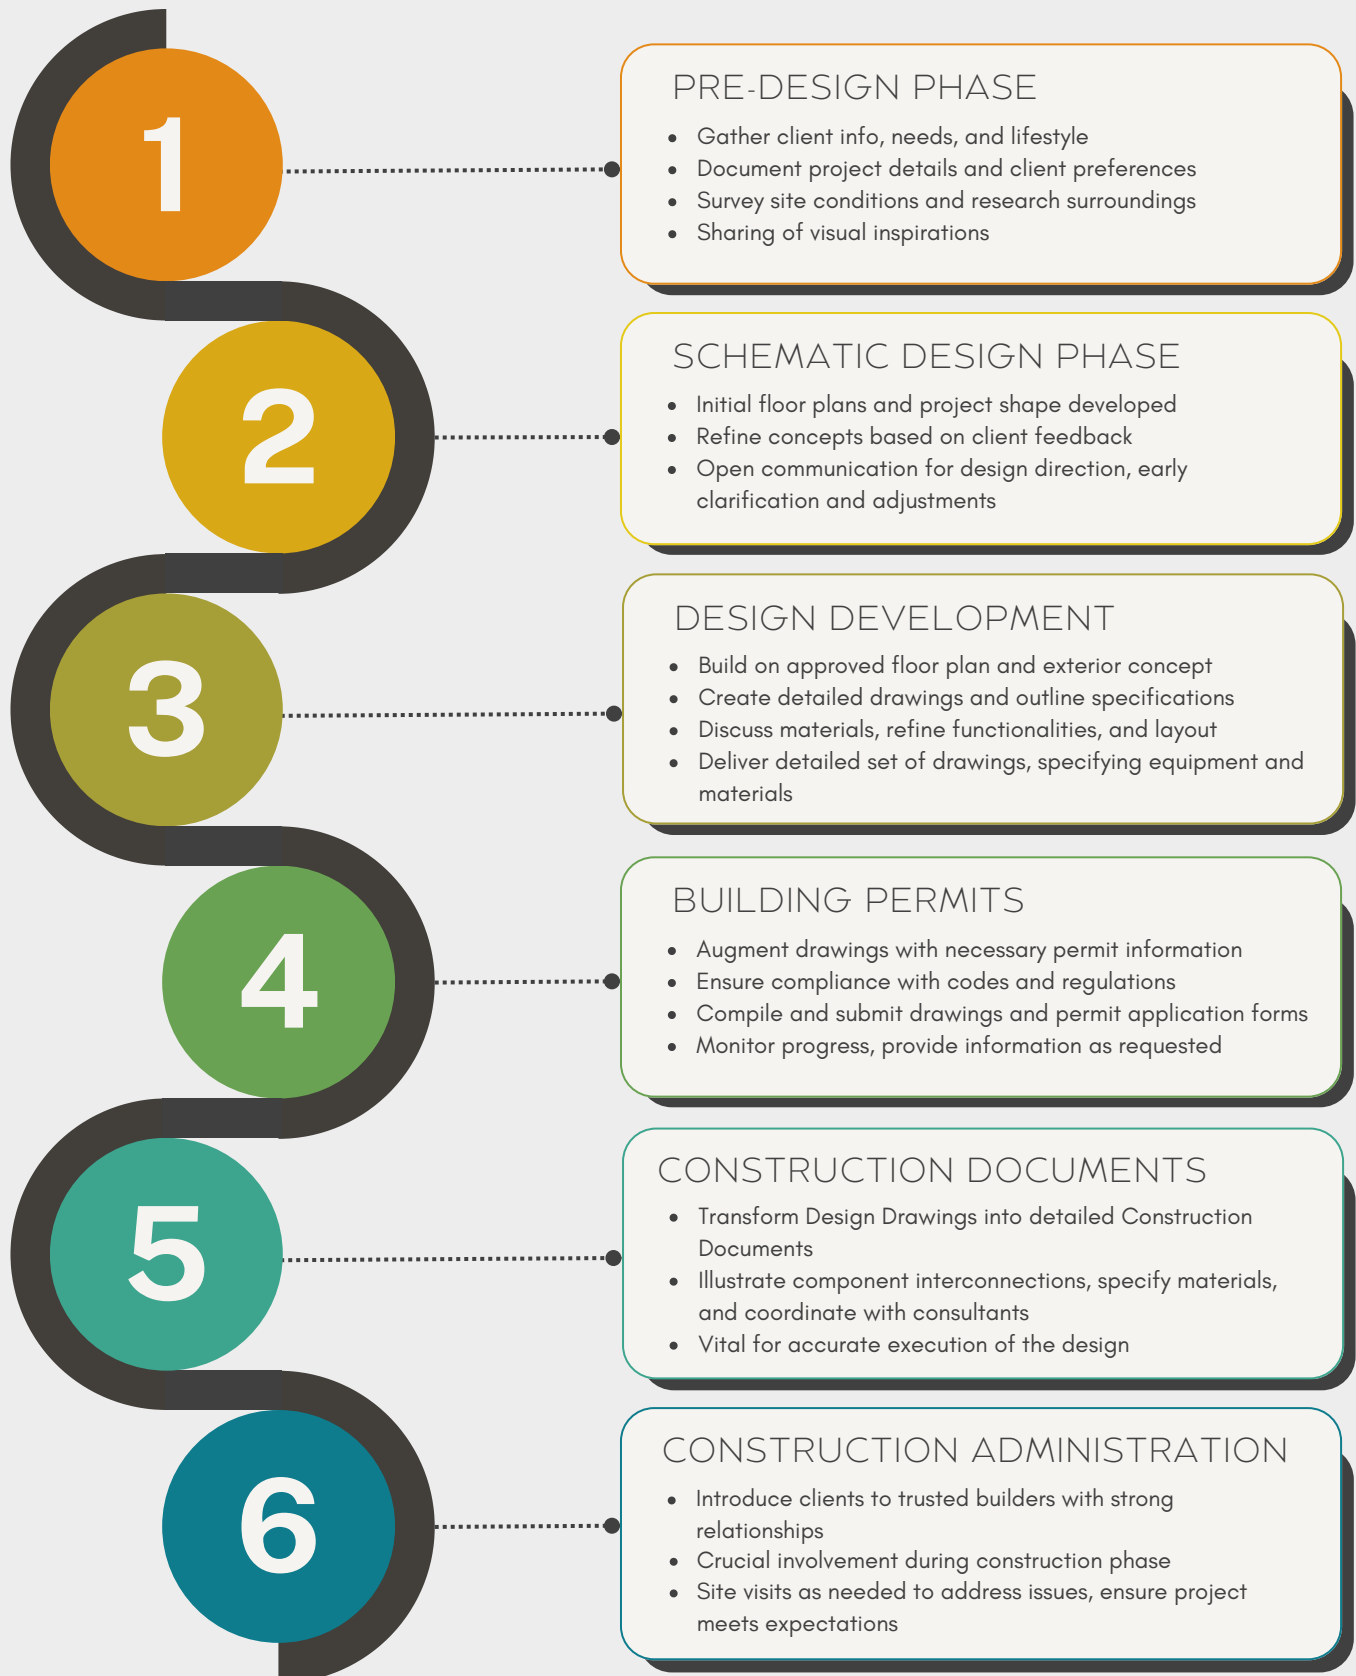 1
PRE-DESIGN PHASE
• Gather client info, needs, and lifestyle
• Document project details and client preferences
• Survey site conditions and research surroundings
• Sharing of visual inspirations
2
SCHEMATIC DESIGN PHASE
• Initial floor plans and project shape developed
• Refine concepts based on client feedback
• Open communication for design direction, early
clarification and adjustments
3
DESIGN DEVELOPMENT
• Build on approved floor plan and exterior concept
• Create detailed drawings and outline specifications
• Discuss materials, refine functionalities, and layout
• Deliver detailed set of drawings, specifying equipment and
materials
4
BUILDING PERMITS
• Augment drawings with necessary permit information
• Ensure compliance with codes and regulations
• Compile and submit drawings and permit application forms
• Monitor progress, provide information as requested
5
CONSTRUCTION DOCUMENTS
• Transform Design Drawings into detailed Construction
Documents
• Illustrate component interconnections, specify materials,
and coordinate with consultants
• Vital for accurate execution of the design
6
CONSTRUCTION ADMINISTRATION
• Introduce clients to trusted builders with strong
relationships
• Crucial involvement during construction phase
• Site visits as needed to address issues, ensure project
meets expectations